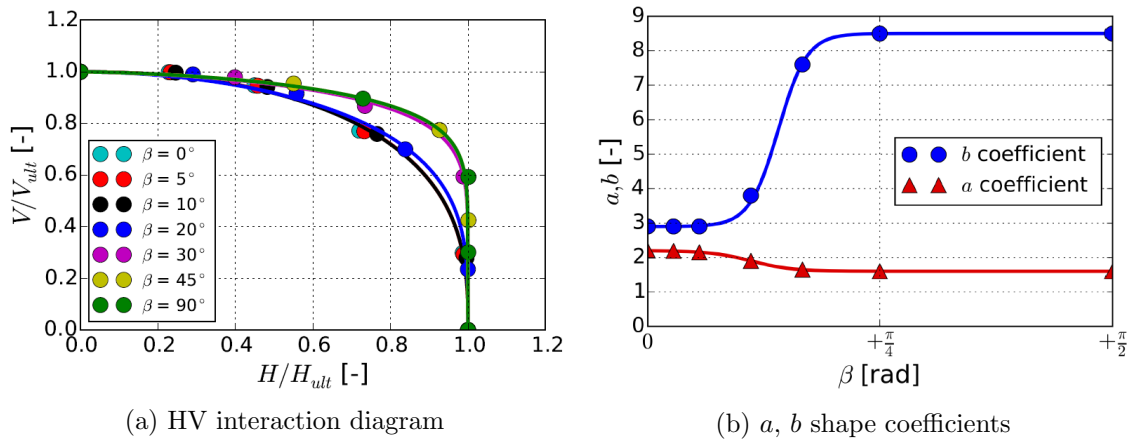 1.2
1.0
0.8
0.6
0.4
0.2
0.0
V/V_ult [-]
β = 0°
β = 5°
β = 10°
β = 20°
β = 30°
β = 45°
β = 90°
0.0 0.2 0.4 0.6 0.8 1.0 1.2
H/H_ult [-]
(a) HV interaction diagram
9
8
7
6
5
4
3
2
1
0
a,b [-]
b coefficient
a coefficient
0 +π/4 +π/2
β [rad]
(b) a, b shape coefficients